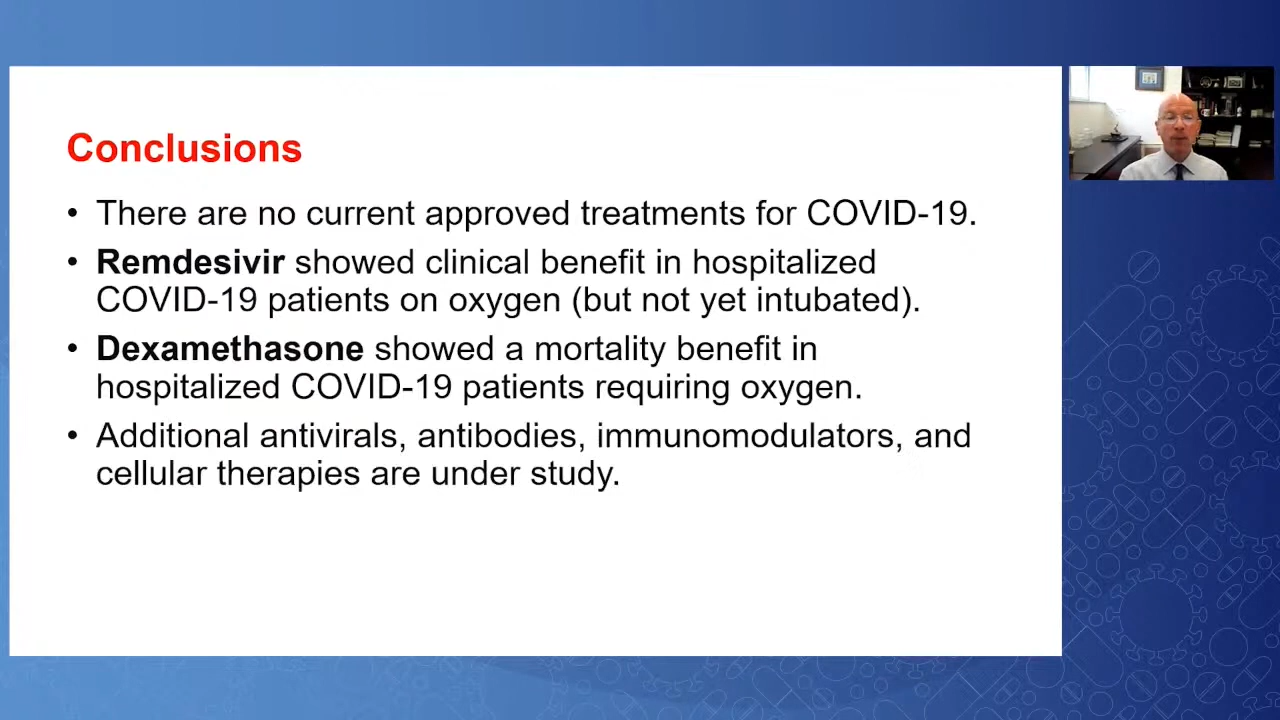 Conclusions
• There are no current approved treatments for COVID-19.
• Remdesivir showed clinical benefit in hospitalized
COVID-19 patients on oxygen (but not yet intubated).
• Dexamethasone showed a mortality benefit in
hospitalized COVID-19 patients requiring oxygen.
• Additional antivirals, antibodies, immunomodulators, and
cellular therapies are under study.